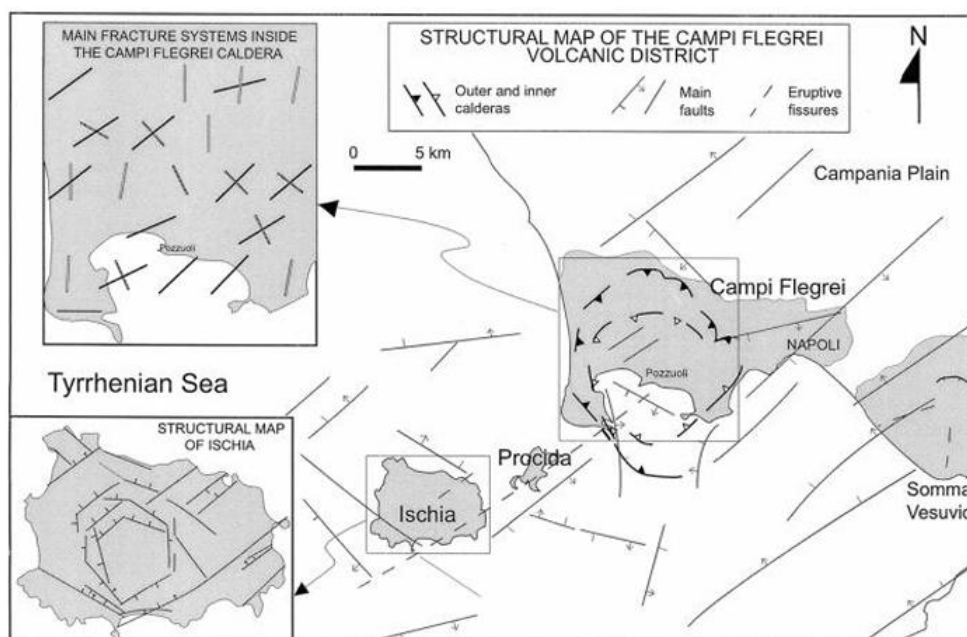 MAIN FRACTURE SYSTEMS INSIDE
THE CAMPI FLEGREI CALDERA
Pozzuoli
STRUCTURAL MAP OF THE CAMPI FLEGREI
VOLCANIC DISTRICT
Outer and inner
calderas
Main
faults
Eruptive
fissures
N
0 5 km
Campania Plain
Campi Flegrei
NAPOLI
Pozzuoli
Tyrrhenian Sea
Procida
Ischia
Somma
Vesuvio
STRUCTURAL MAP
OF ISCHIA